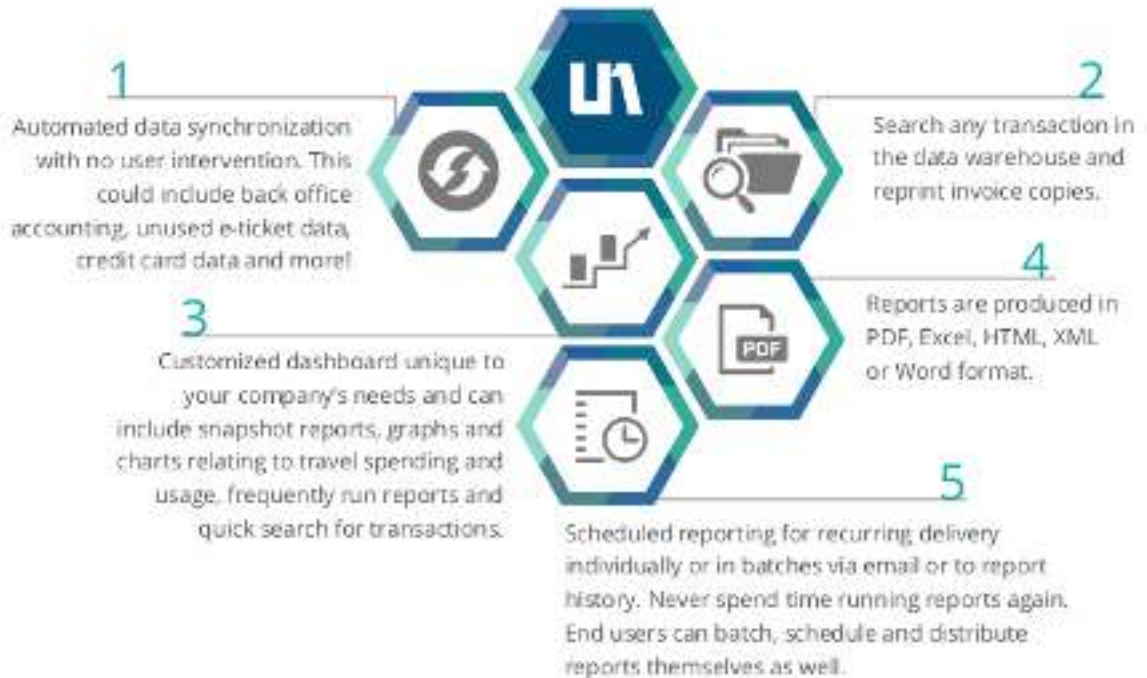 1
Automated data synchronization
with no user intervention. This
could include back office
accounting, unused e-ticket data,
credit card data and more!
2
Search any transaction in
the data warehouse and
reprint invoice copies.
3
Customized dashboard unique to
your company's needs and can
include snapshot reports, graphs and
charts relating to travel spending and
usage, frequently run reports and
quick search for transactions.
4
Reports are produced in
PDF, Excel, HTML, XML
or Word format.
PDF
5
Scheduled reporting for recurring delivery
individually or in batches via email or to report
history. Never spend time running reports again.
End users can batch, schedule and distribute
reports themselves as well.